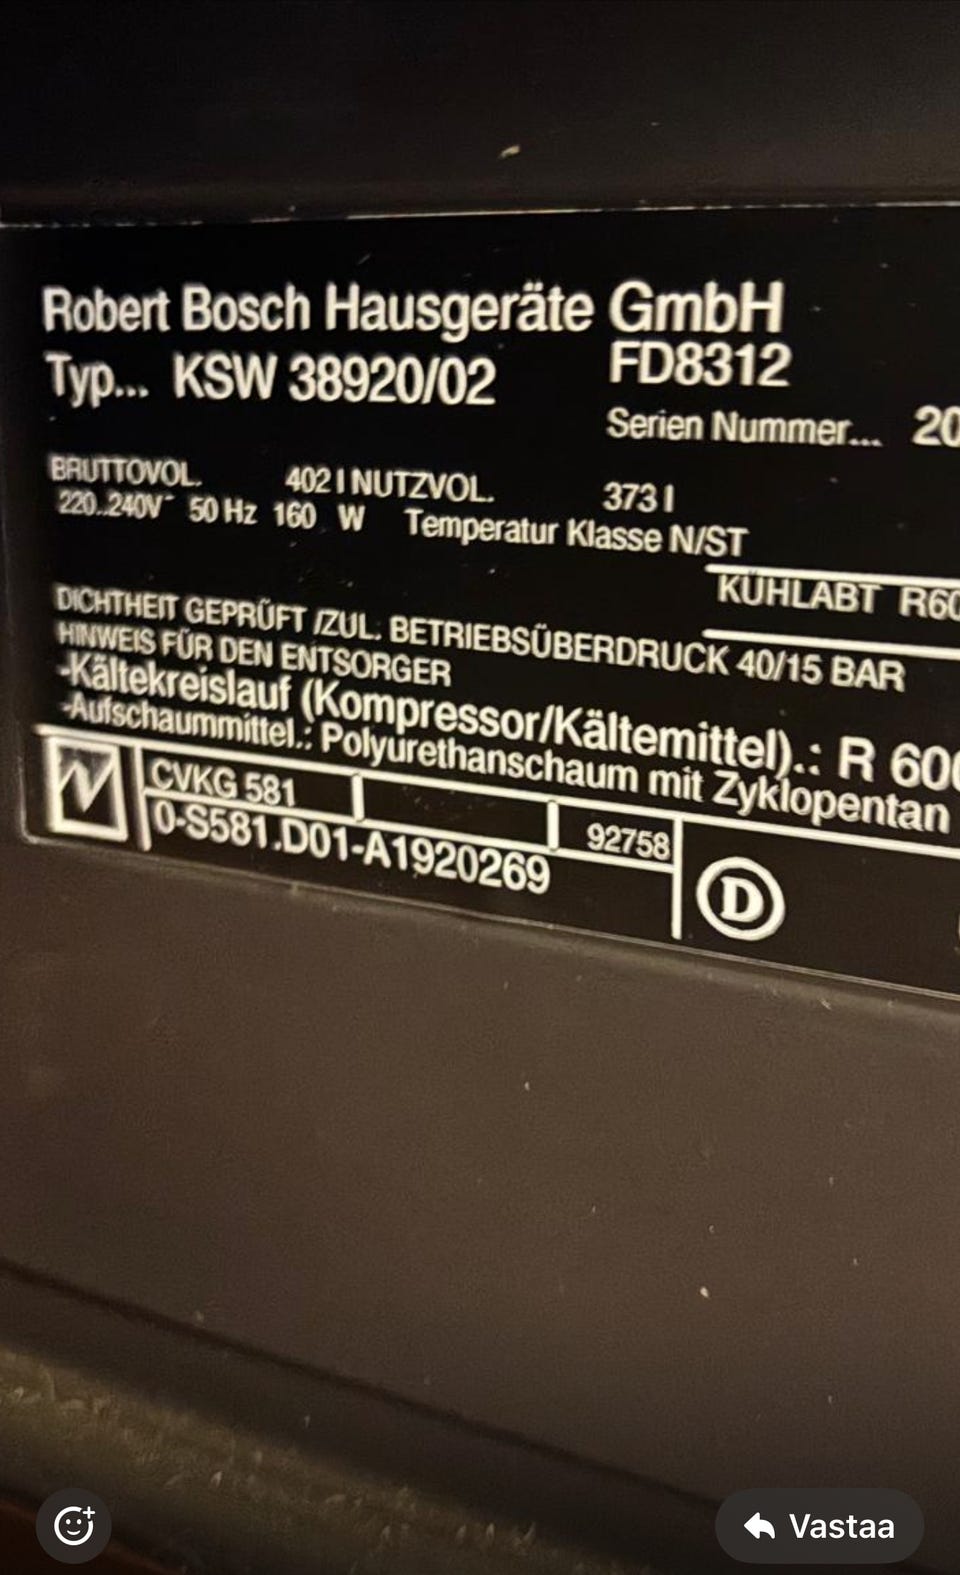 Robert Bosch Hausgeräte GmbH
Typ... KSW 38920/02
FD8312
Serien Nummer... 20
BRUTTOVOL. 402 l NUTZVOL. 373 l
220..240V~ 50 Hz 160 W Temperatur Klasse N/ST
KÜHLABT R60
DICHTHEIT GEPRÜFT /ZUL. BETRIEBSÜBERDRUCK 40/15 BAR
HINWEIS FÜR DEN ENTSORGER
-Kältekreislauf (Kompressor/Kältemittel).: R 600
-Aufschaummittel.: Polyurethanschaum mit Zyklopentan
CVKG 581
92758
0-S581.D01-A1920269
D
Vastaa